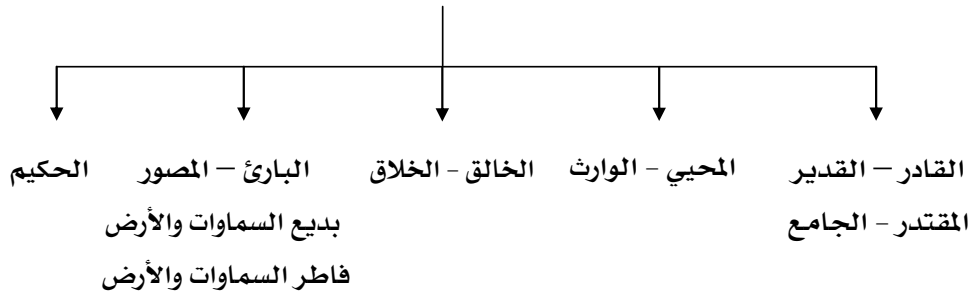 القادر – القدير
المقتدر - الجامع
المحيي - الوارث
الخالق - الخلاق
البارئ – المصور
بديع السماوات والأرض
فاطر السماوات والأرض
الحكيم